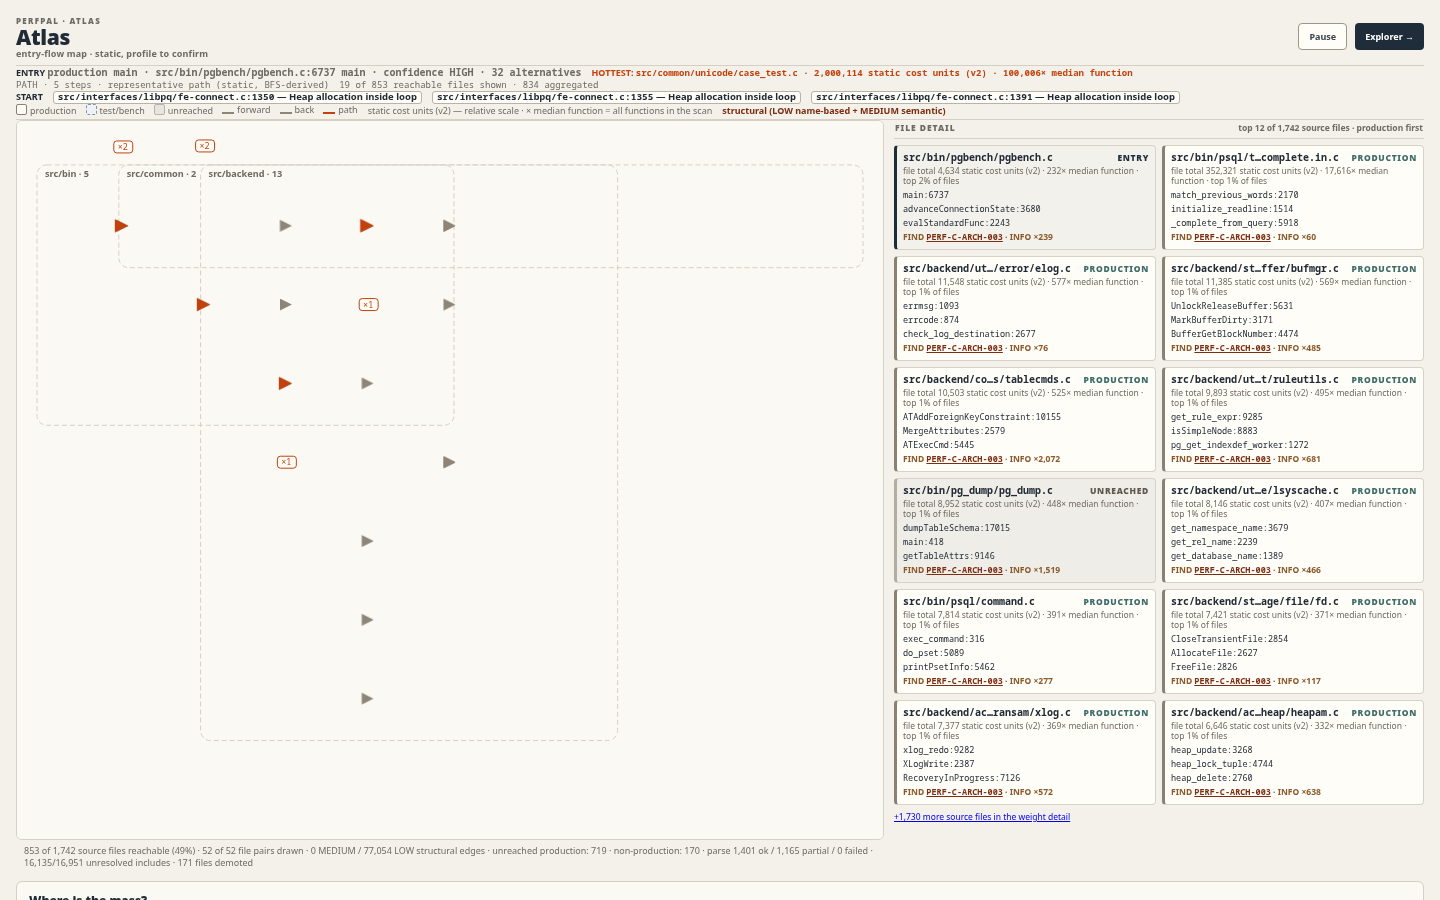 PERFPAL · ATLAS
Atlas
entry-flow map · static, profile to confirm
Pause
Explorer →
ENTRY production main · src/bin/pgbench/pgbench.c:6737 main · confidence HIGH · 32 alternatives HOTTEST: src/common/unicode/case_test.c · 2,000,114 static cost units (v2) · 100,006× median function
PATH · 5 steps · representative path (static, BFS-derived) 19 of 853 reachable files shown · 834 aggregated
START src/interfaces/libpq/fe-connect.c:1350 — Heap allocation inside loop src/interfaces/libpq/fe-connect.c:1355 — Heap allocation inside loop src/interfaces/libpq/fe-connect.c:1391 — Heap allocation inside loop
production test/bench unreached forward back path static cost units (v2) — relative scale · × median function = all functions in the scan structural (LOW name-based + MEDIUM semantic)
×2
×2
src/bin · 5
src/common · 2
src/backend · 13
×1
×1
853 of 1,742 source files reachable (49%) · 52 of 52 file pairs drawn · 0 MEDIUM / 77,054 LOW structural edges · unreached production: 719 · non-production: 170 · parse 1,401 ok / 1,165 partial / 0 failed ·
16,135/16,951 unresolved includes · 171 files demoted
FILE DETAIL
top 12 of 1,742 source files · production first
src/bin/pgbench/pgbench.c ENTRY
file total 4,634 static cost units (v2) · 232× median function ·
top 2% of files
main:6737
advanceConnectionState:3680
evalStandardFunc:2243
FIND PERF-C-ARCH-003 · INFO ×239
src/bin/psql/t…complete.in.c PRODUCTION
file total 352,321 static cost units (v2) · 17,616× median
function · top 1% of files
match_previous_words:2170
initialize_readline:1514
_complete_from_query:5918
FIND PERF-C-ARCH-003 · INFO ×60
src/backend/ut…/error/elog.c PRODUCTION
file total 11,548 static cost units (v2) · 577× median function ·
top 1% of files
errmsg:1093
errcode:874
check_log_destination:2677
FIND PERF-C-ARCH-003 · INFO ×76
src/backend/st…ffer/bufmgr.c PRODUCTION
file total 11,385 static cost units (v2) · 569× median function ·
top 1% of files
UnlockReleaseBuffer:5631
MarkBufferDirty:3171
BufferGetBlockNumber:4474
FIND PERF-C-ARCH-003 · INFO ×485
src/backend/co…s/tablecmds.c PRODUCTION
file total 10,503 static cost units (v2) · 525× median function ·
top 1% of files
ATAddForeignKeyConstraint:10155
MergeAttributes:2579
ATExecCmd:5445
FIND PERF-C-ARCH-003 · INFO ×2,072
src/backend/ut…t/ruleutils.c PRODUCTION
file total 9,893 static cost units (v2) · 495× median function ·
top 1% of files
get_rule_expr:9285
isSimpleNode:8883
pg_get_indexdef_worker:1272
FIND PERF-C-ARCH-003 · INFO ×681
src/bin/pg_dump/pg_dump.c UNREACHED
file total 8,952 static cost units (v2) · 448× median function ·
top 1% of files
dumpTableSchema:17015
main:418
getTableAttrs:9146
FIND PERF-C-ARCH-003 · INFO ×1,519
src/backend/ut…e/lsyscache.c PRODUCTION
file total 8,146 static cost units (v2) · 407× median function ·
top 1% of files
get_namespace_name:3679
get_rel_name:2239
get_database_name:1389
FIND PERF-C-ARCH-003 · INFO ×466
src/bin/psql/command.c PRODUCTION
file total 7,814 static cost units (v2) · 391× median function ·
top 1% of files
exec_command:316
do_pset:5089
printPsetInfo:5462
FIND PERF-C-ARCH-003 · INFO ×277
src/backend/st…age/file/fd.c PRODUCTION
file total 7,421 static cost units (v2) · 371× median function ·
top 1% of files
CloseTransientFile:2854
AllocateFile:2627
FreeFile:2826
FIND PERF-C-ARCH-003 · INFO ×117
src/backend/ac…ransam/xlog.c PRODUCTION
file total 7,377 static cost units (v2) · 369× median function ·
top 1% of files
xlog_redo:9282
XLogWrite:2387
RecoveryInProgress:7126
FIND PERF-C-ARCH-003 · INFO ×572
src/backend/ac…heap/heapam.c PRODUCTION
file total 6,646 static cost units (v2) · 332× median function ·
top 1% of files
heap_update:3268
heap_lock_tuple:4744
heap_delete:2760
FIND PERF-C-ARCH-003 · INFO ×638
+1,730 more source files in the weight detail
Where is the mass?